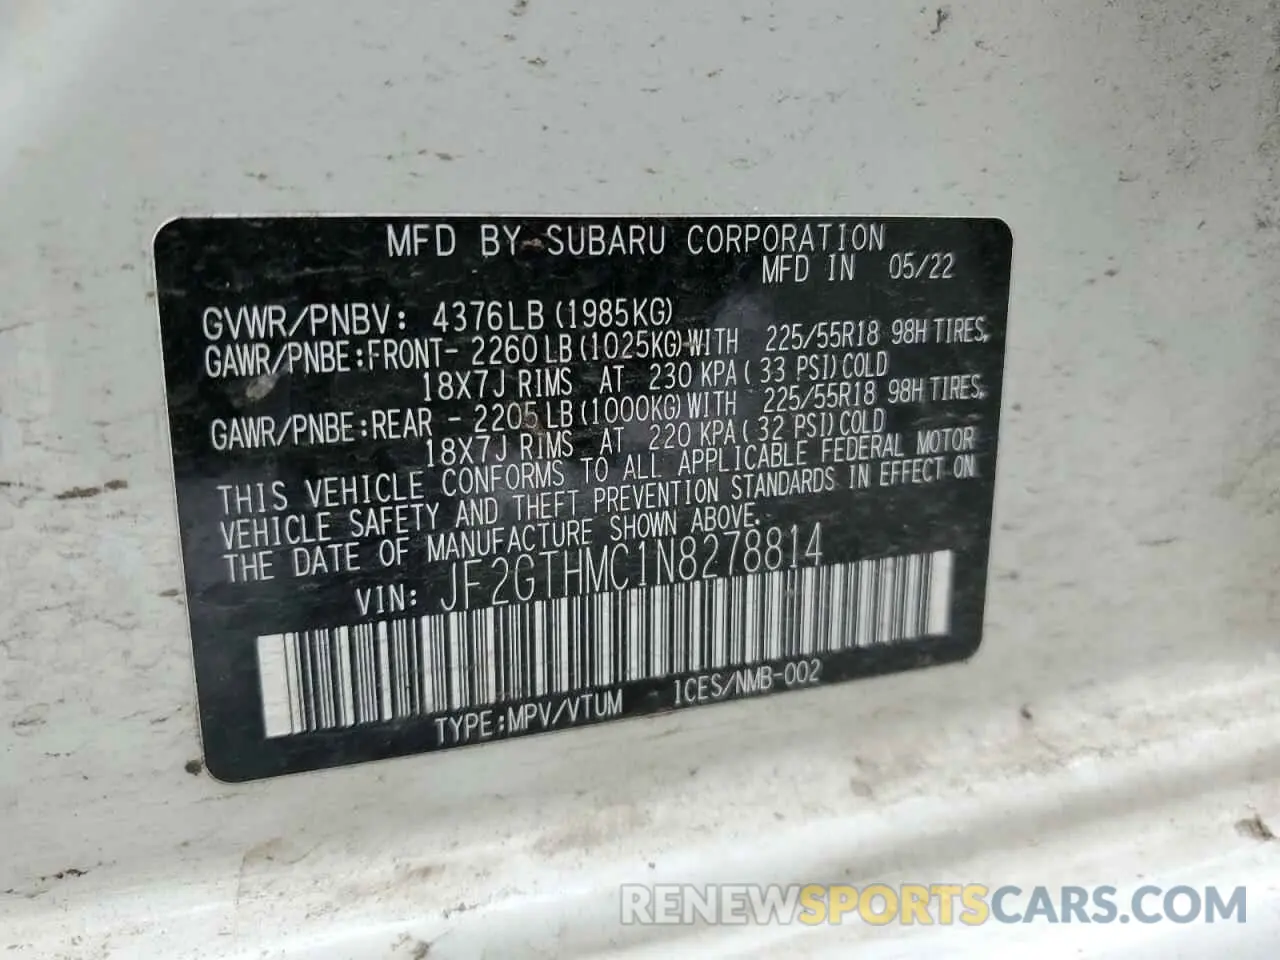 MFD BY SUBARU CORPORATION
MFD IN 05/22
GVWR/PNBV: 4376LB (1985KG)
GAWR/PNBE:FRONT- 2260 LB (1025KG) WITH 225/55R18 98H TIRES,
18X7J RIMS AT 230 KPA ( 33 PSI) COLD
GAWR/PNBE:REAR - 2205 LB (1000KG) WITH 225/55R18 98H TIRES,
18X7J RIMS AT 220 KPA ( 32 PSI) COLD
THIS VEHICLE CONFORMS TO ALL APPLICABLE FEDERAL MOTOR
VEHICLE SAFETY AND THEFT PREVENTION STANDARDS IN EFFECT ON
THE DATE OF MANUFACTURE SHOWN ABOVE.
VIN: JF2GTHMC1N8278814
TYPE:MPV/VTUM ICES/NMB-002
RENEWSPORTSCARS.COM